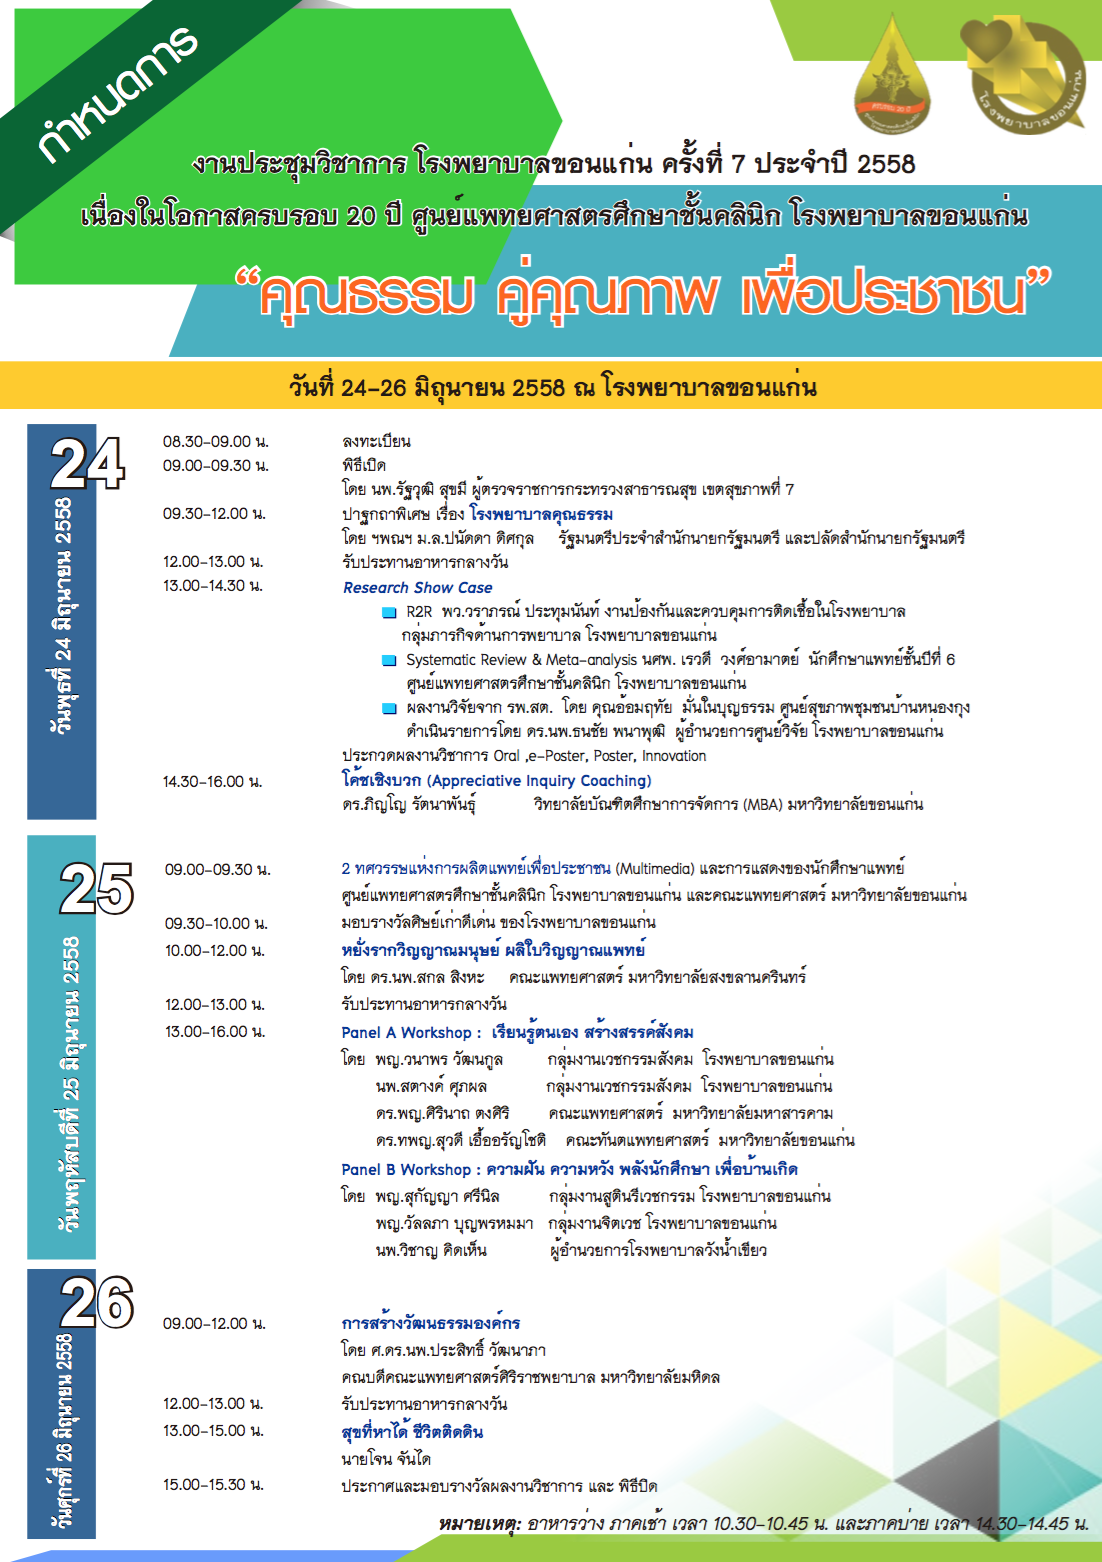 กำหนดการ
โรงพยาบาลขอนแก่น
งานประชุมวิชาการ โรงพยาบาลขอนแก่น ครั้งที่ 7 ประจำปี 2558
เนื่องในโอกาสครบรอบ 20 ปี ศูนย์แพทยศาสตรศึกษาชั้นคลินิก โรงพยาบาลขอนแก่น
“คุณธรรม คู่คุณภาพ เพื่อประชาชน”
วันที่ 24-26 มิถุนายน 2558 ณ โรงพยาบาลขอนแก่น
24
วันพุธที่ 24 มิถุนายน 2558
08.30-09.00 น. ลงทะเบียน
09.00-09.30 น. พิธีเปิด
โดย นพ.รัฐวุฒิ สุขมี ผู้ตรวจราชการกระทรวงสาธารณสุข เขตสุขภาพที่ 7
09.30-12.00 น. ปาฐกถาพิเศษ เรื่อง โรงพยาบาลคุณธรรม
โดย ฯพณฯ ม.ล.ปนัดดา ดิศกุล รัฐมนตรีประจำสำนักนายกรัฐมนตรี และปลัดสำนักนายกรัฐมนตรี
12.00-13.00 น. รับประทานอาหารกลางวัน
13.00-14.30 น. Research Show Case
R2R พว.วราภรณ์ ประทุมนันท์ งานป้องกันและควบคุมการติดเชื้อในโรงพยาบาล
กลุ่มภารกิจด้านการพยาบาล โรงพยาบาลขอนแก่น
Systematic Review & Meta-analysis นศพ. เรวดี วงศ์อามาตย์ นักศึกษาแพทย์ชั้นปีที่ 6
ศูนย์แพทยศาสตรศึกษาชั้นคลินิก โรงพยาบาลขอนแก่น
ผลงานวิจัยจาก รพ.สต. โดย คุณอ้อมฤทัย มั่นในบุญธรรม ศูนย์สุขภาพชุมชนบ้านหนองกุง
ดำเนินรายการโดย ดร.นพ.ธนชัย พนาพุฒิ ผู้อำนวยการศูนย์วิจัย โรงพยาบาลขอนแก่น
ประกวดผลงานวิชาการ Oral ,e-Poster, Poster, Innovation
14.30-16.00 น. โค้ชเชิงบวก (Appreciative Inquiry Coaching)
ดร.ภิญโญ รัตนาพันธุ์ วิทยาลัยบัณฑิตศึกษาการจัดการ (MBA) มหาวิทยาลัยขอนแก่น
25
วันพฤหัสบดีที่ 25 มิถุนายน 2558
09.00-09.30 น. 2 ทศวรรษแห่งการผลิตแพทย์เพื่อประชาชน (Multimedia) และการแสดงของนักศึกษาแพทย์
ศูนย์แพทยศาสตรศึกษาชั้นคลินิก โรงพยาบาลขอนแก่น และคณะแพทยศาสตร์ มหาวิทยาลัยขอนแก่น
09.30-10.00 น. มอบรางวัลศิษย์เก่าดีเด่น ของโรงพยาบาลขอนแก่น
10.00-12.00 น. หยั่งรากวิญญาณมนุษย์ ผลิใบวิญญาณแพทย์
โดย ดร.นพ.สกล สิงหะ คณะแพทยศาสตร์ มหาวิทยาลัยสงขลานครินทร์
12.00-13.00 น. รับประทานอาหารกลางวัน
13.00-16.00 น. Panel A Workshop : เรียนรู้ตนเอง สร้างสรรค์สังคม
โดย พญ.วนาพร วัฒนกูล กลุ่มงานเวชกรรมสังคม โรงพยาบาลขอนแก่น
นพ.สตางค์ ศุภผล กลุ่มงานเวชกรรมสังคม โรงพยาบาลขอนแก่น
ดร.พญ.ศิรินาถ ตงศิริ คณะแพทยศาสตร์ มหาวิทยาลัยมหาสารคาม
ดร.ทพญ.สุวดี เอื้ออรัญโชติ คณะทันตแพทยศาสตร์ มหาวิทยาลัยขอนแก่น
Panel B Workshop : ความฝัน ความหวัง พลังนักศึกษา เพื่อบ้านเกิด
โดย พญ.สุกัญญา ศรีนิล กลุ่มงานสูตินรีเวชกรรม โรงพยาบาลขอนแก่น
พญ.วัลลภา บุญพรหมมา กลุ่มงานจิตเวช โรงพยาบาลขอนแก่น
นพ.วิชาญ คิดเห็น ผู้อำนวยการโรงพยาบาลวังน้ำเขียว
26
วันศุกร์ที่ 26 มิถุนายน 2558
09.00-12.00 น. การสร้างวัฒนธรรมองค์กร
โดย ศ.ดร.นพ.ประสิทธิ์ วัฒนาภา
คณบดีคณะแพทยศาสตร์ศิริราชพยาบาล มหาวิทยาลัยมหิดล
12.00-13.00 น. รับประทานอาหารกลางวัน
13.00-15.00 น. สุขที่หาได้ ชีวิตติดดิน
นายโจน จันได
15.00-15.30 น. ประกาศและมอบรางวัลผลงานวิชาการ และ พิธีปิด
หมายเหตุ: อาหารว่าง ภาคเช้า เวลา 10.30-10.45 น. และภาคบ่าย เวลา 14.30-14.45 น.